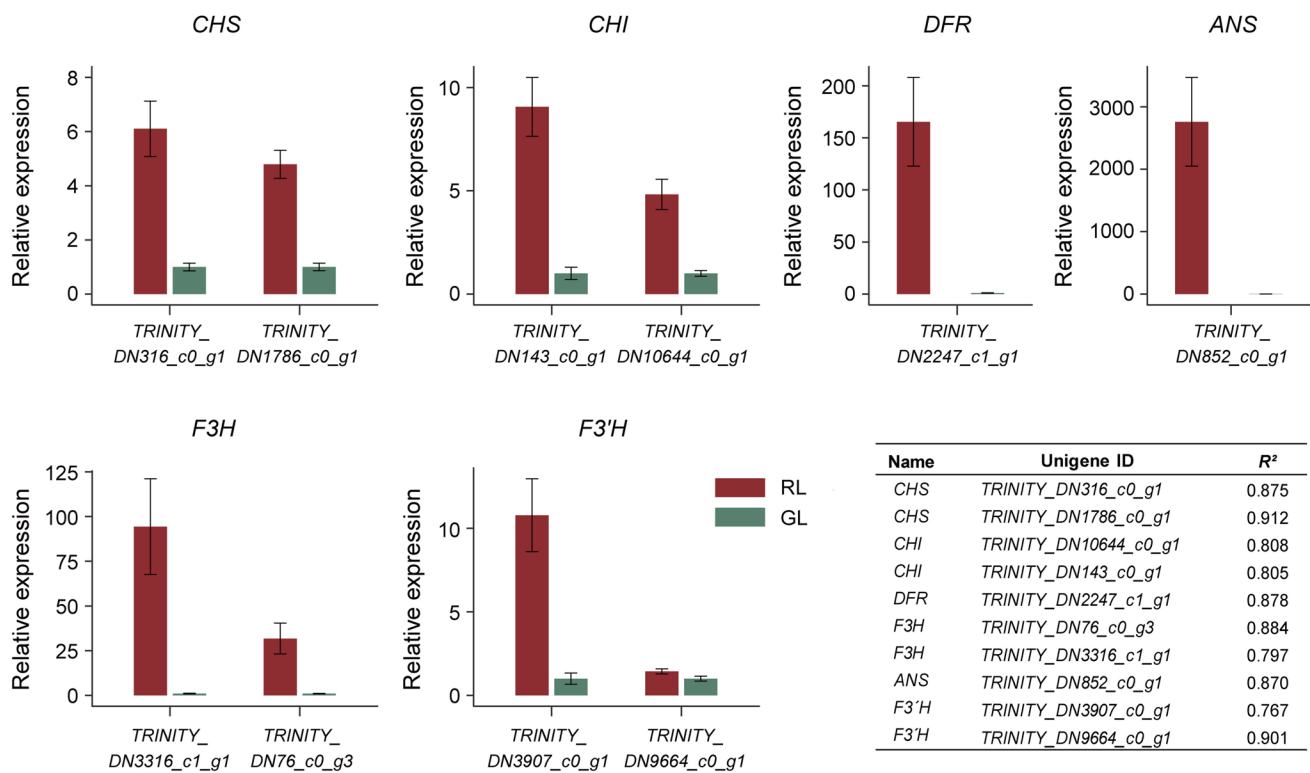 CHS
Relative expression
8
6
4
2
0
TRINITY_
DN316_c0_g1
TRINITY_
DN1786_c0_g1
CHI
Relative expression
10
5
0
TRINITY_
DN143_c0_g1
TRINITY_
DN10644_c0_g1
DFR
Relative expression
200
150
100
50
0
TRINITY_
DN2247_c1_g1
ANS
Relative expression
3000
2000
1000
0
TRINITY_
DN852_c0_g1
F3H
Relative expression
125
100
75
50
25
0
TRINITY_
DN3316_c1_g1
TRINITY_
DN76_c0_g3
F3'H
Relative expression
10
5
0
TRINITY_
DN3907_c0_g1
TRINITY_
DN9664_c0_g1
RL
GL
Name Unigene ID R²
CHS TRINITY_DN316_c0_g1 0.875
CHS TRINITY_DN1786_c0_g1 0.912
CHI TRINITY_DN10644_c0_g1 0.808
CHI TRINITY_DN143_c0_g1 0.805
DFR TRINITY_DN2247_c1_g1 0.878
F3H TRINITY_DN76_c0_g3 0.884
F3H TRINITY_DN3316_c1_g1 0.797
ANS TRINITY_DN852_c0_g1 0.870
F3´H TRINITY_DN3907_c0_g1 0.767
F3´H TRINITY_DN9664_c0_g1 0.901